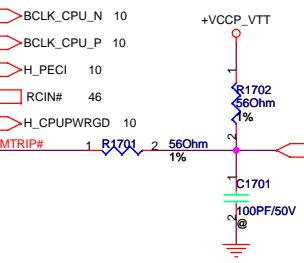 BCLK_CPU_N 10
+VCCP_VTT
BCLK_CPU_P 10
H_PECI 10
1
R1702
56Ohm
1%
2
RCIN# 46
H_CPUPWRGD 10
MTRIP# 1 R1701 2 56Ohm
1%
1
C1701
100PF/50V
2
@